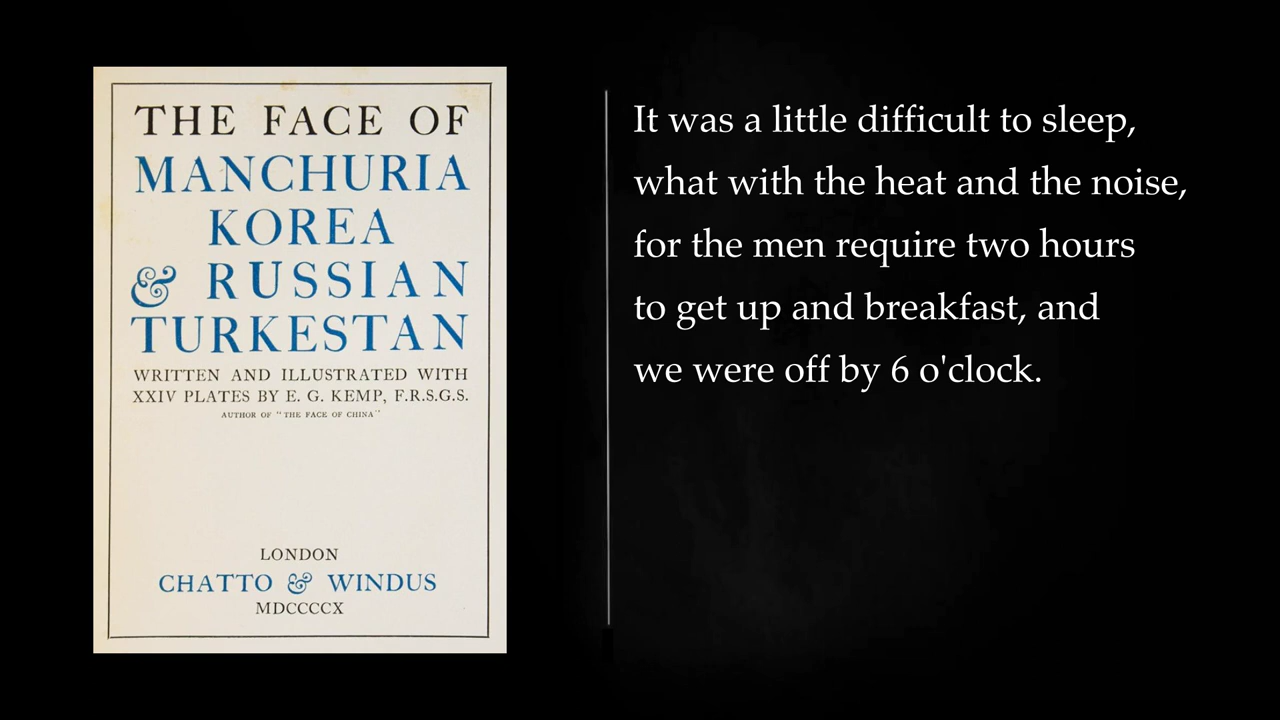 THE FACE OF
MANCHURIA
KOREA
& RUSSIAN
TURKESTAN
WRITTEN AND ILLUSTRATED WITH
XXIV PLATES BY E. G. KEMP, F.R.S.G.S.
AUTHOR OF "THE FACE OF CHINA"
LONDON
CHATTO & WINDUS
MDCCCCX
It was a little difficult to sleep,
what with the heat and the noise,
for the men require two hours
to get up and breakfast, and
we were off by 6 o'clock.